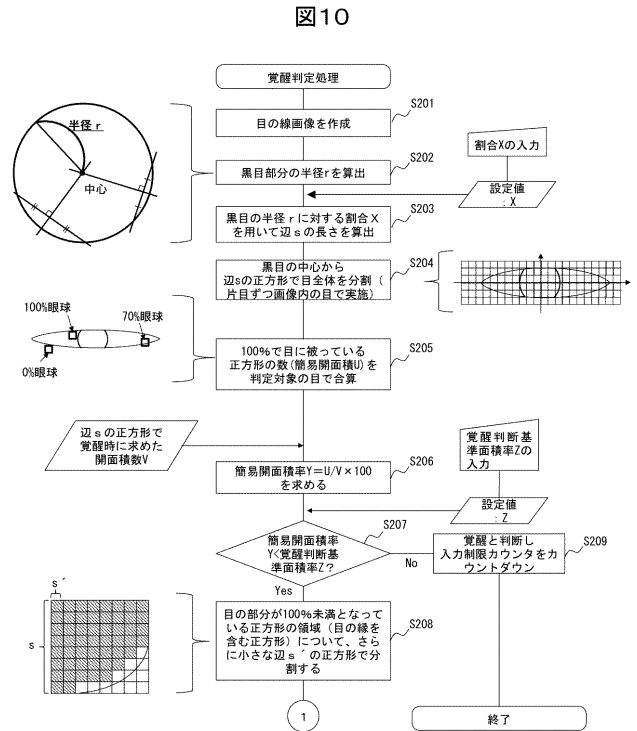 図10
覚醒判定処理
S201
目の線画像を作成
S202
黒目部分の半径rを算出
半径r
中心
割合Xの入力
設定値
:X
S203
黒目の半径rに対する割合X
を用いて辺sの長さを算出
S204
黒目の中心から
辺sの正方形で目全体を分割（
片目ずつ画像内の目で実施）
100%眼球
70%眼球
0%眼球
S205
100%で目に被っている
正方形の数(簡易開面積U)を
判定対象の目で合算
辺sの正方形で
覚醒時に求めた
開面積数V
覚醒判断基
準面積率Zの
入力
S206
簡易開面積率Y=U/V×100
を求める
設定値
:Z
S207
簡易開面積率
Y<覚醒判断基
準面積率Z?
No
Yes
S209
覚醒と判断し
入力制限カウンタをカ
ウントダウン
s´
s
S208
目の部分が100%未満となって
いる正方形の領域（目の縁を
含む正方形）について、さら
に小さな辺s´の正方形で分
割する
1
終了